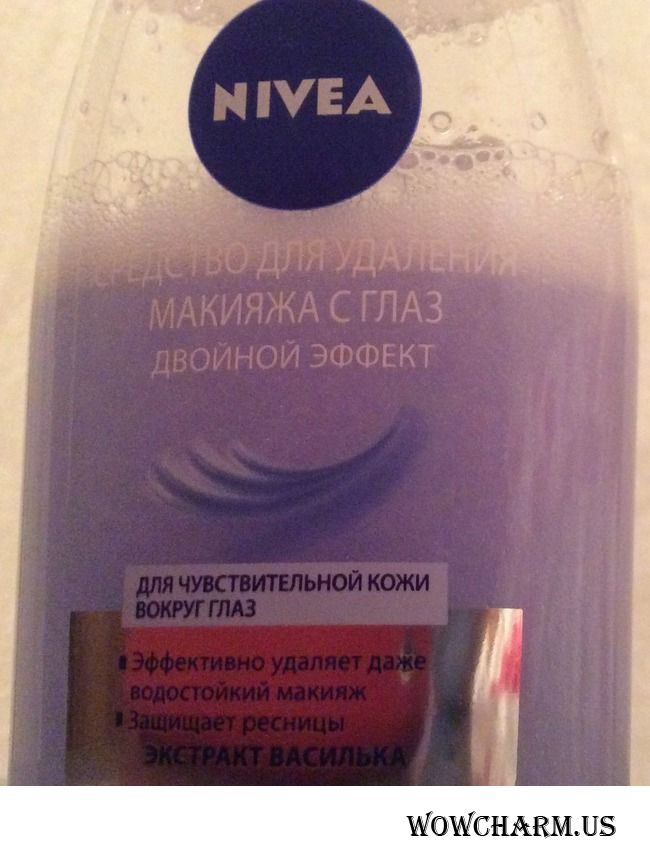 NIVEA
СРЕДСТВО ДЛЯ УДАЛЕНИЯ
МАКИЯЖА С ГЛАЗ
ДВОЙНОЙ ЭФФЕКТ
ДЛЯ ЧУВСТВИТЕЛЬНОЙ КОЖИ
ВОКРУГ ГЛАЗ
Эффективно удаляет даже
водостойкий макияж
Защищает ресницы
ЭКСТРАКТ ВАСИЛЬКА
WOWCHARM.US